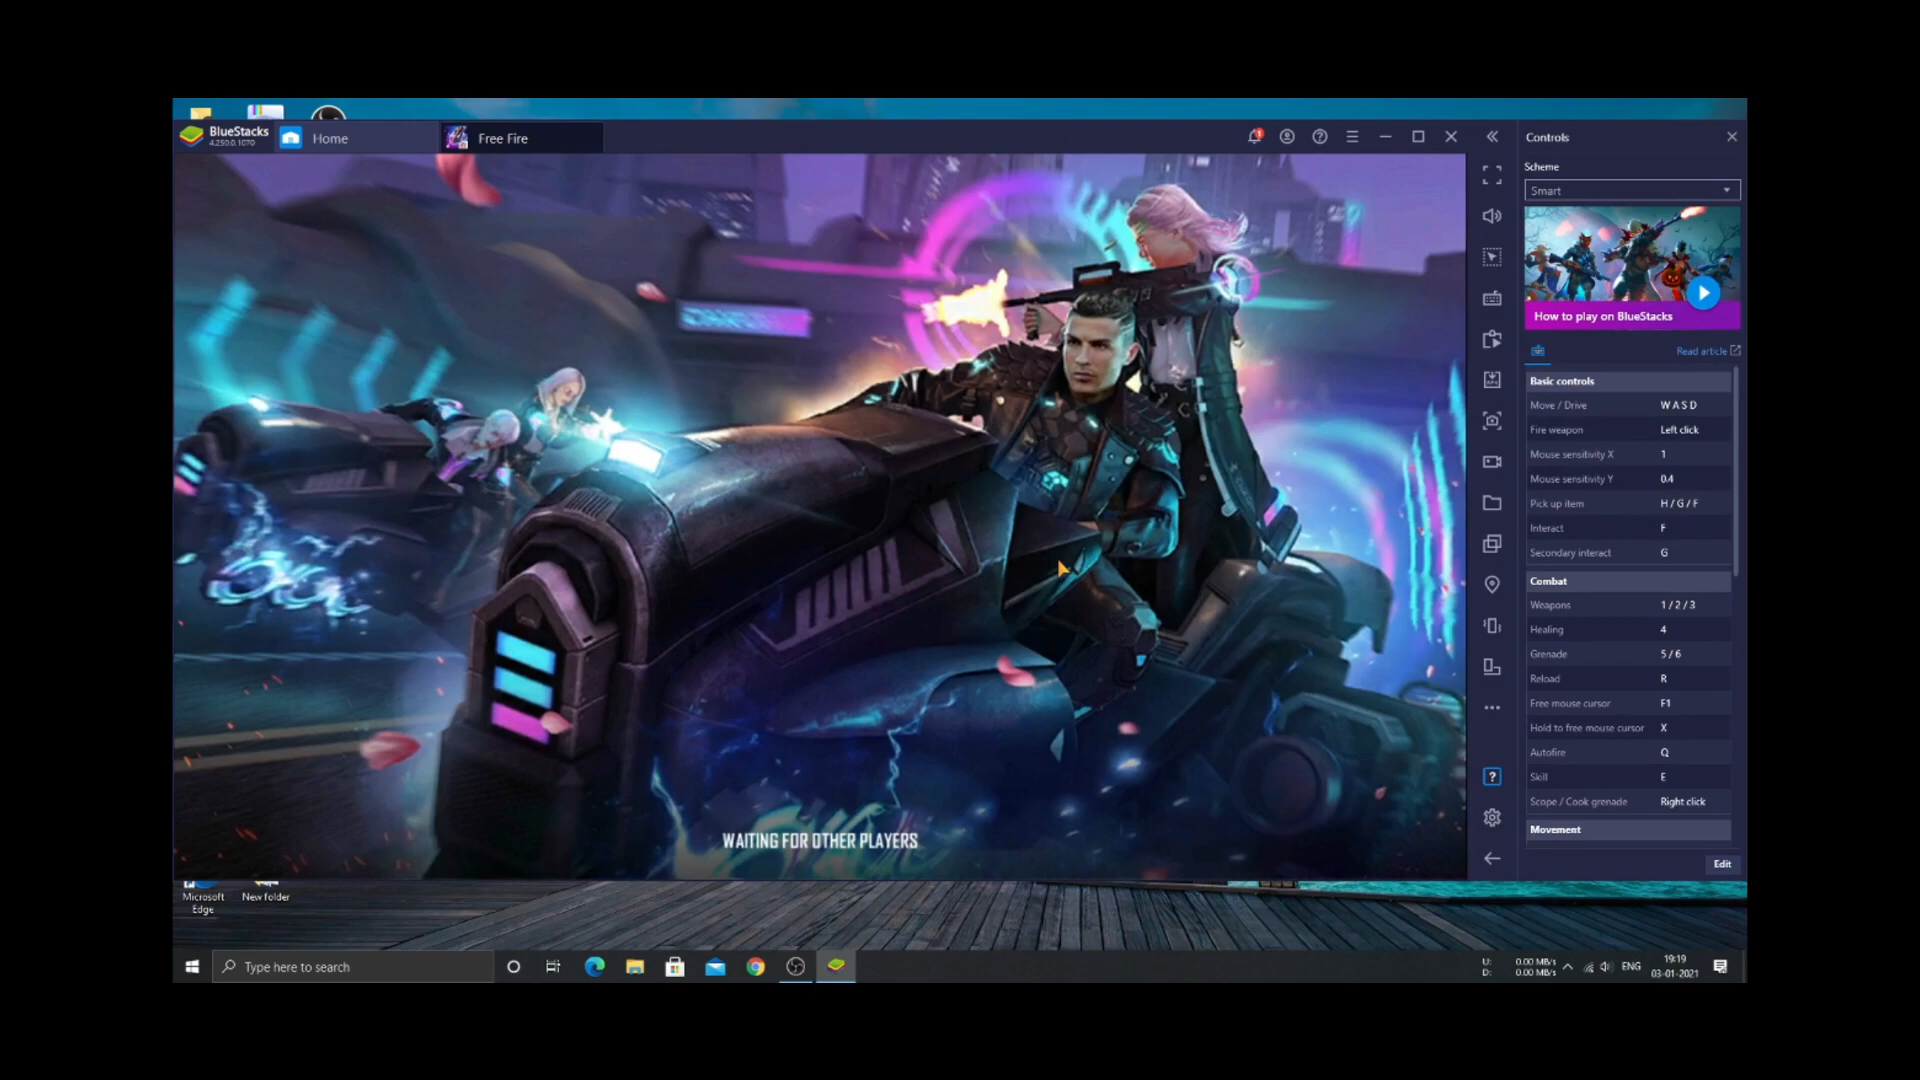 BlueStacks
4.250.0.1070
Home
Free Fire
Controls
Scheme
Smart
How to play on BlueStacks
Read article
Basic controls
Move / Drive W A S D
Fire weapon Left click
Mouse sensitivity X 1
Mouse sensitivity Y 0.4
Pick up item H / G / F
Interact F
Secondary interact G
Combat
Weapons 1 / 2 / 3
Healing 4
Grenade 5 / 6
Reload R
Free mouse cursor F1
Hold to free mouse cursor X
Autofire Q
Skill E
Scope / Cook grenade Right click
Movement
Edit
WAITING FOR OTHER PLAYERS
Microsoft
Edge
New folder
Type here to search
U: 0.00 MB/s
D: 0.00 MB/s
ENG
19:19
03-01-2021